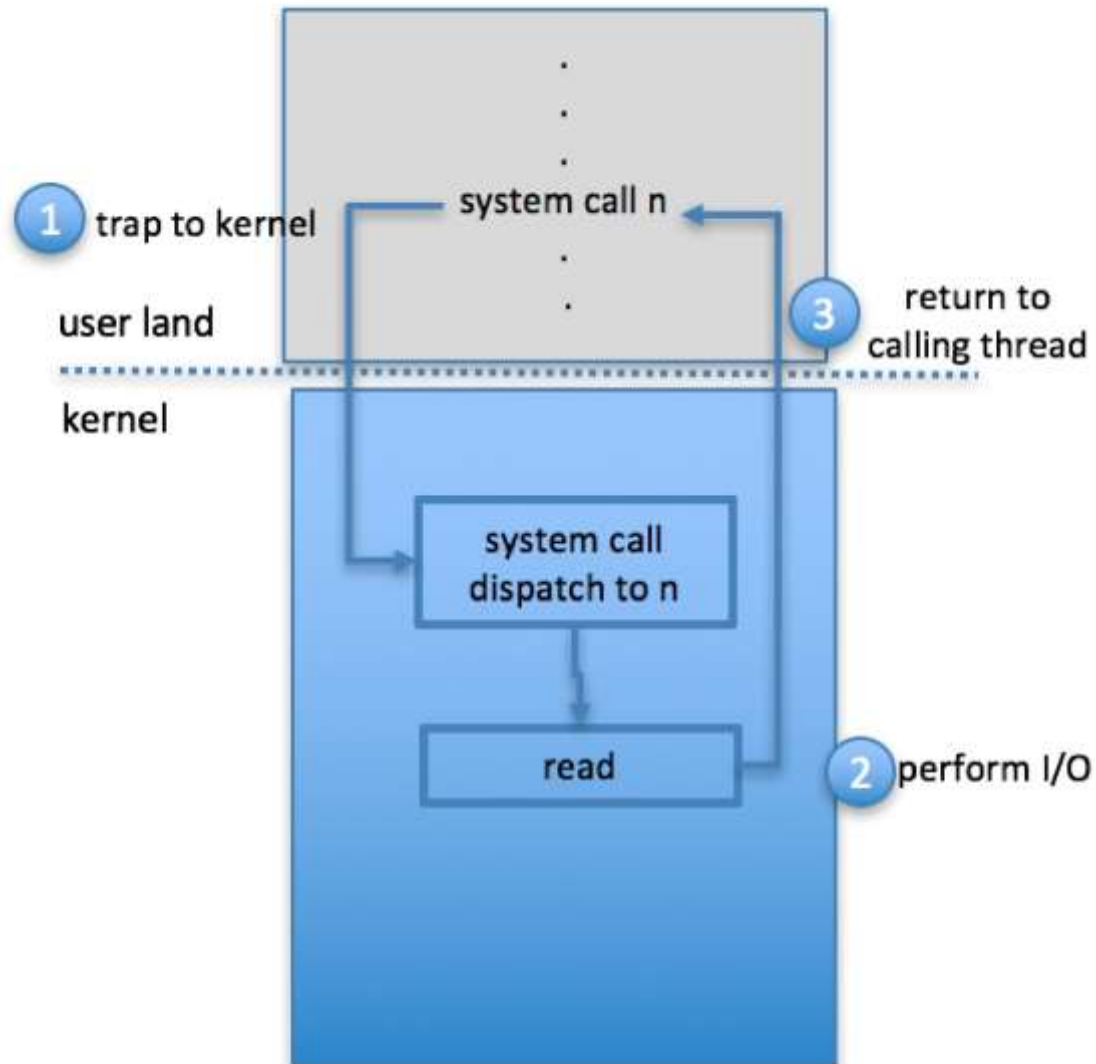 .
.
.
system call n
1 trap to kernel
.
.
3 return to
calling thread
user land
kernel
system call
dispatch to n
read
2 perform I/O